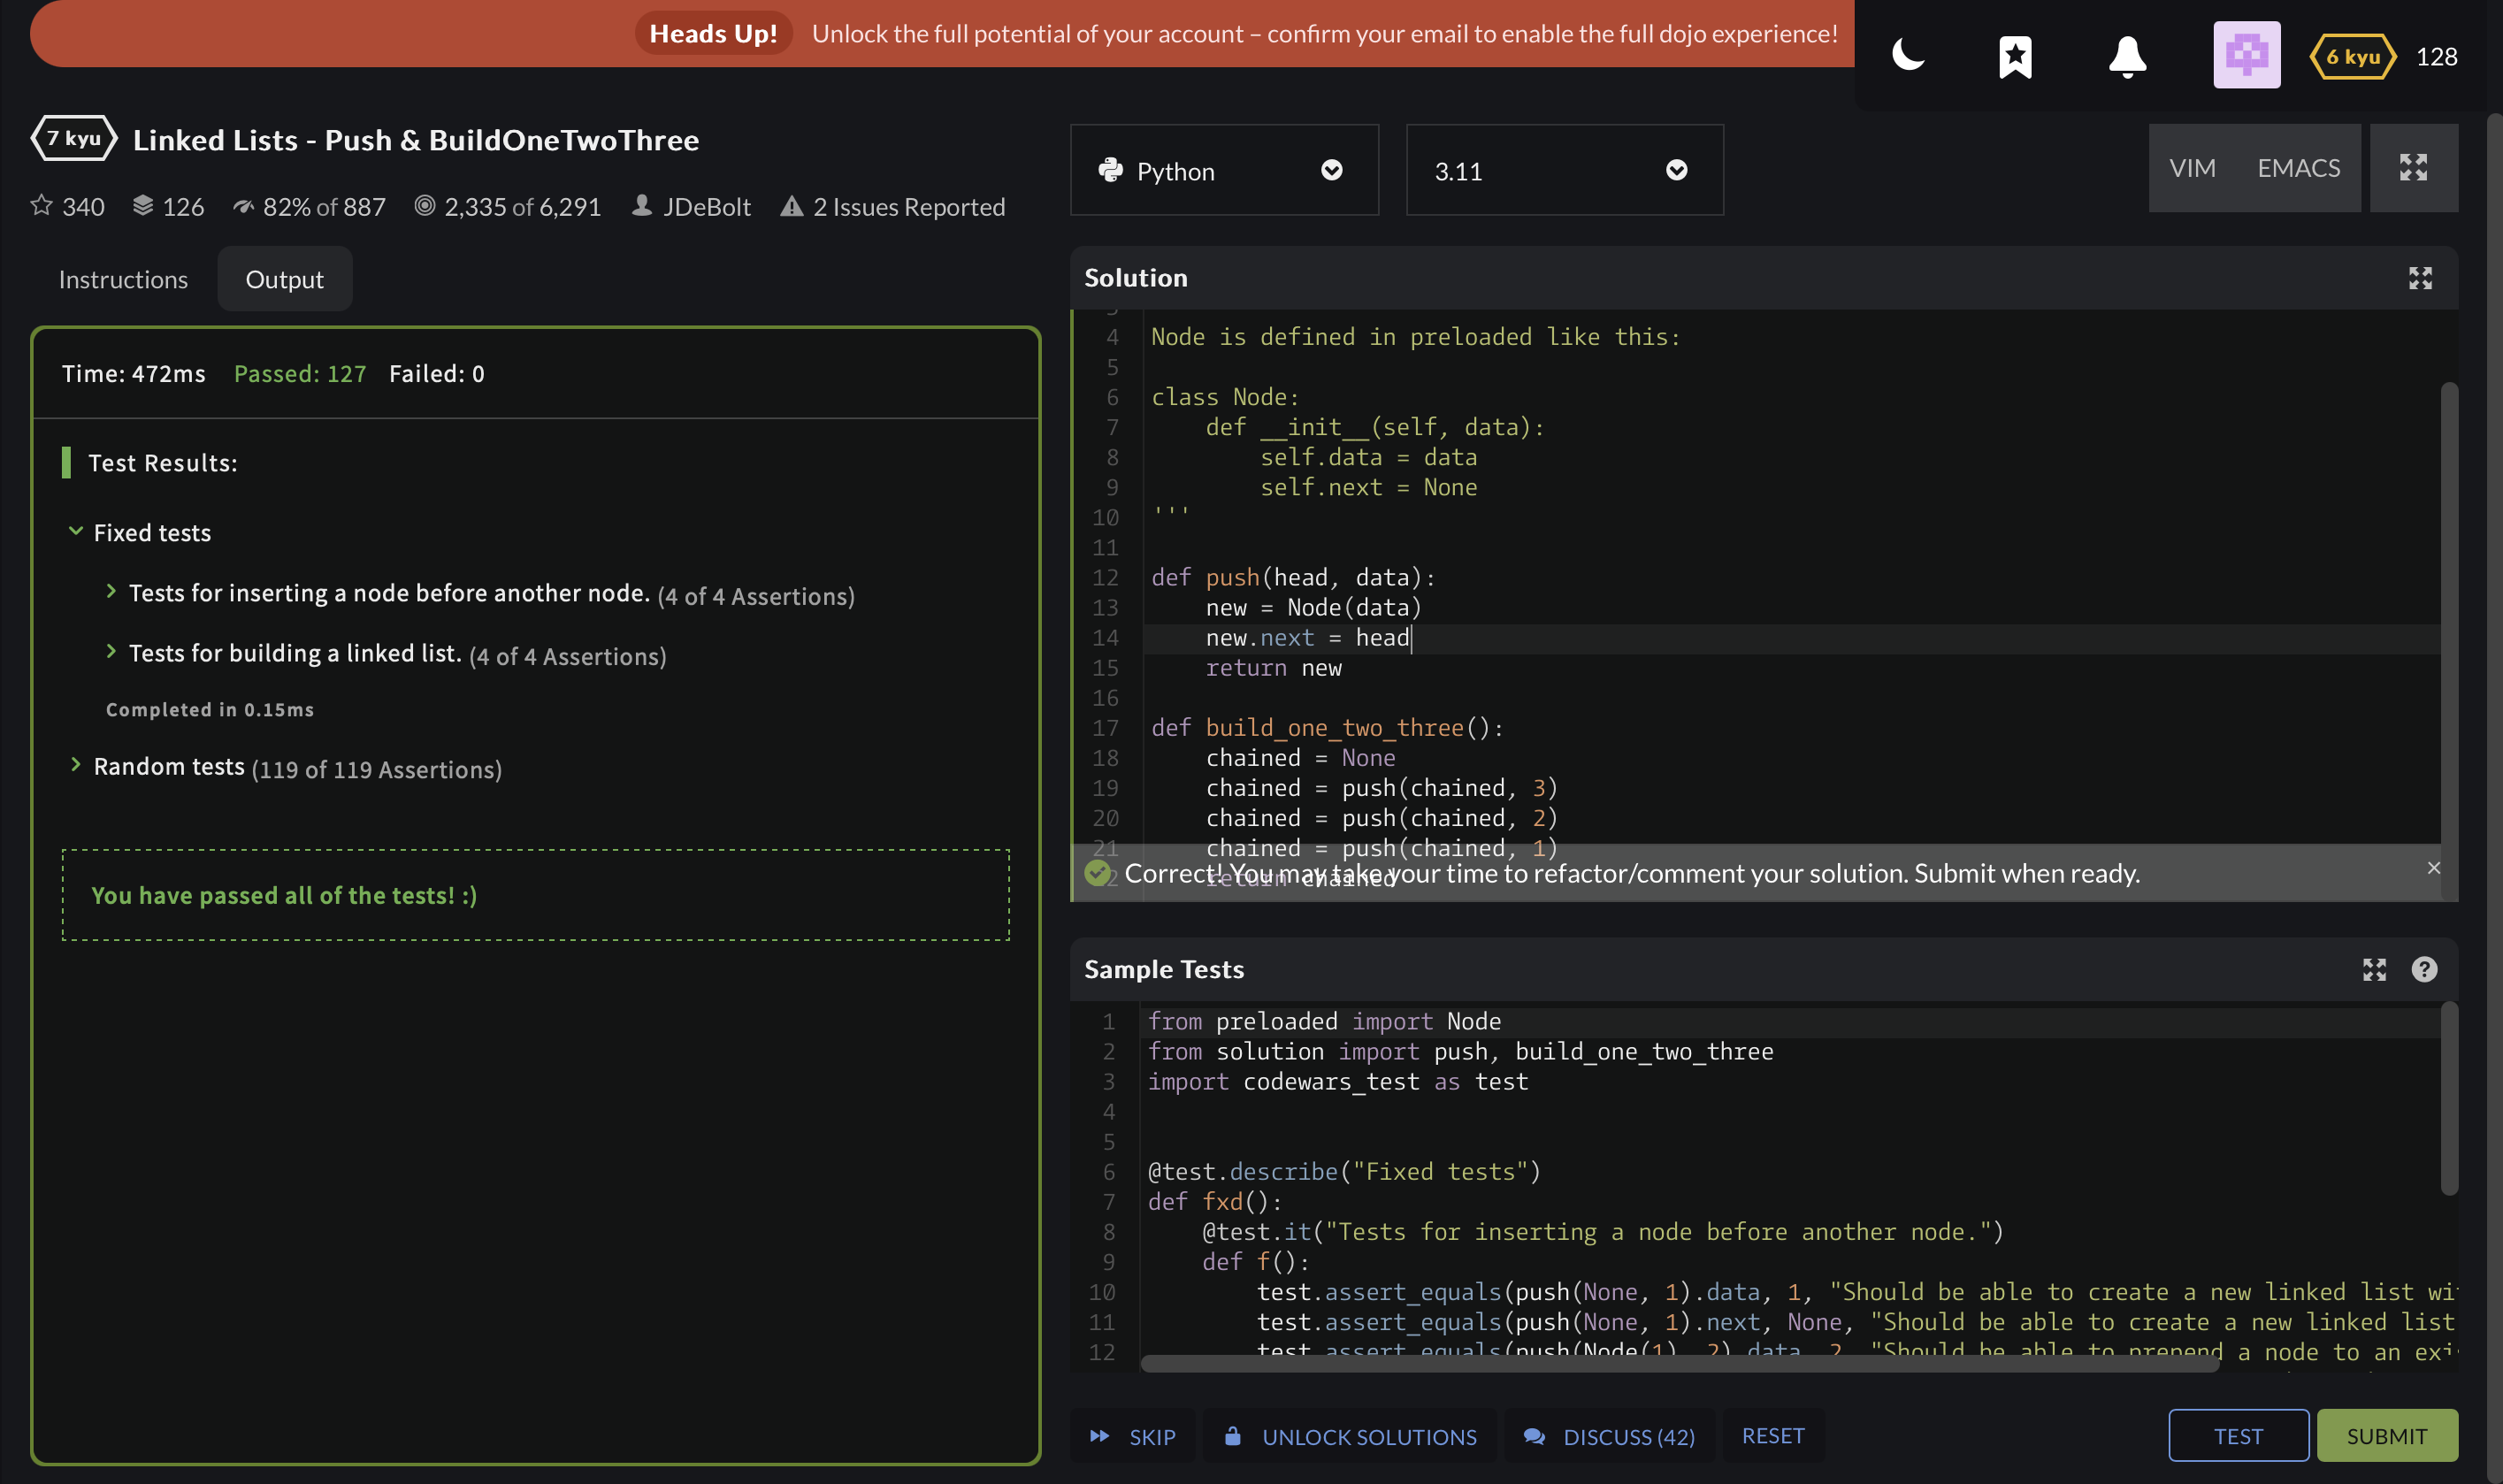 Heads Up! Unlock the full potential of your account – confirm your email to enable the full dojo experience!
6 kyu 128
7 kyu Linked Lists - Push & BuildOneTwoThree
340 126 82% of 887 2,335 of 6,291 JDeBolt 2 Issues Reported
Python
3.11
VIM EMACS
Instructions Output
Time: 472ms Passed: 127 Failed: 0
Test Results:
Fixed tests
Tests for inserting a node before another node. (4 of 4 Assertions)
Tests for building a linked list. (4 of 4 Assertions)
Completed in 0.15ms
Random tests (119 of 119 Assertions)
You have passed all of the tests! :)
Solution
4 Node is defined in preloaded like this:
5
6 class Node:
7     def __init__(self, data):
8         self.data = data
9         self.next = None
10 '''
11
12 def push(head, data):
13     new = Node(data)
14     new.next = head
15     return new
16
17 def build_one_two_three():
18     chained = None
19     chained = push(chained, 3)
20     chained = push(chained, 2)
21     chained = push(chained, 1)
return chained
Correct! You may take your time to refactor/comment your solution. Submit when ready.
Sample Tests
1 from preloaded import Node
2 from solution import push, build_one_two_three
3 import codewars_test as test
4
5
6 @test.describe("Fixed tests")
7 def fxd():
8     @test.it("Tests for inserting a node before another node.")
9     def f():
10         test.assert_equals(push(None, 1).data, 1, "Should be able to create a new linked list wi
11         test.assert_equals(push(None, 1).next, None, "Should be able to create a new linked list
12         test.assert_equals(push(Node(1), 2).data, 2, "Should be able to prepend a node to an exi
SKIP UNLOCK SOLUTIONS DISCUSS (42) RESET
TEST SUBMIT